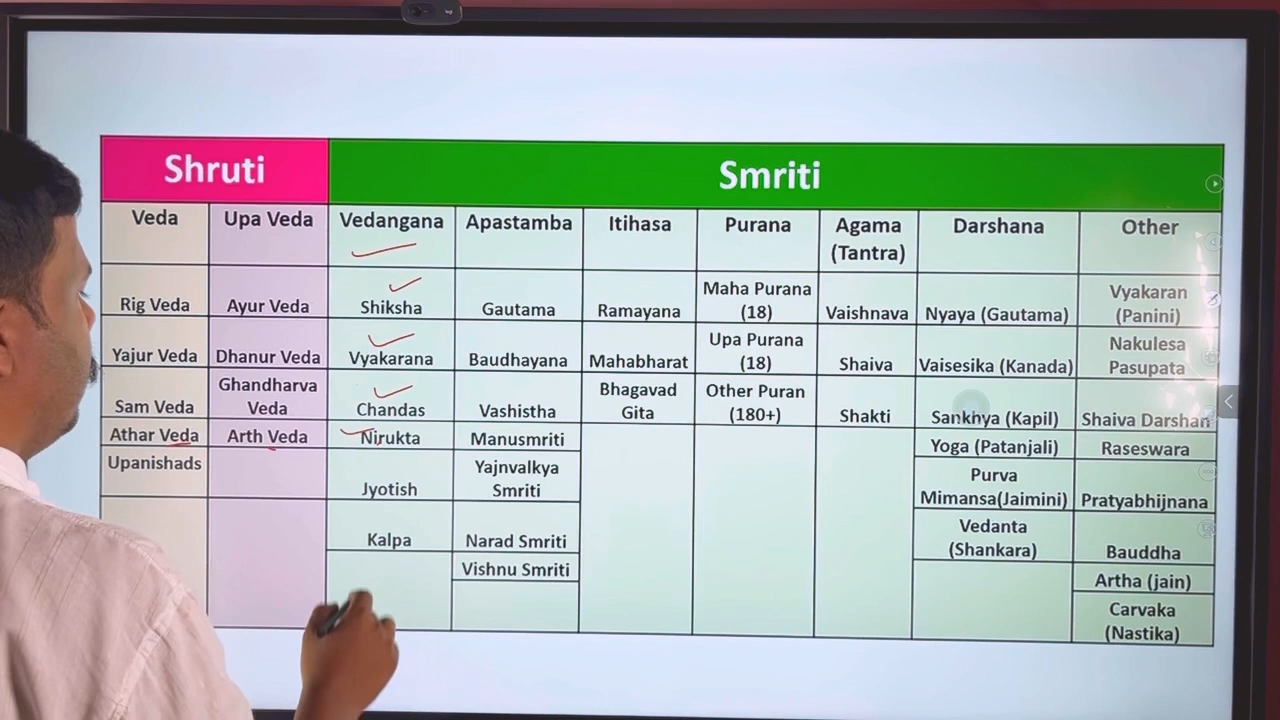 Shruti
Smriti
Veda
Upa Veda
Vedangana
Apastamba
Itihasa
Purana
Agama
(Tantra)
Darshana
Other
Rig Veda
Ayur Veda
Shiksha
Gautama
Ramayana
Maha Purana
(18)
Vaishnava
Nyaya (Gautama)
Vyakaran
(Panini)
Yajur Veda
Dhanur Veda
Vyakarana
Baudhayana
Mahabharat
Upa Purana
(18)
Shaiva
Vaisesika (Kanada)
Nakulesa
Pasupata
Sam Veda
Ghandharva
Veda
Chandas
Vashistha
Bhagavad
Gita
Other Puran
(180+)
Shakti
Sankhya (Kapil)
Shaiva Darshan
Athar Veda
Arth Veda
Nirukta
Manusmriti
Yoga (Patanjali)
Raseswara
Upanishads
Jyotish
Yajnvalkya
Smriti
Purva
Mimansa(Jaimini)
Pratyabhijnana
Kalpa
Narad Smriti
Vedanta
(Shankara)
Bauddha
Vishnu Smriti
Artha (jain)
Carvaka
(Nastika)